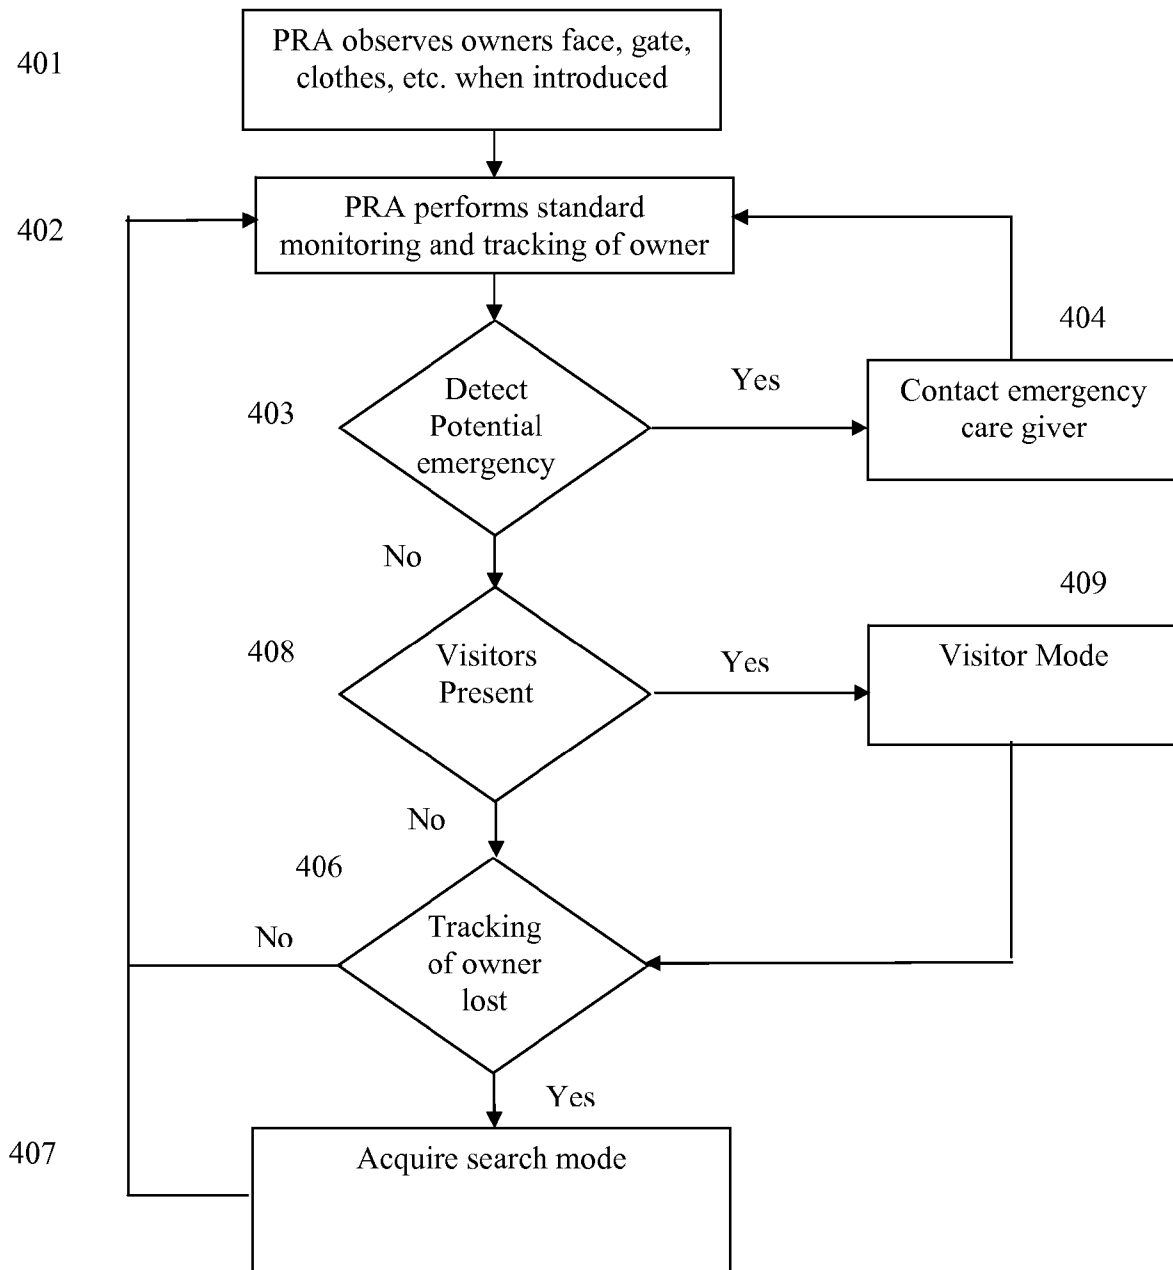 401
PRA observes owners face, gate,
clothes, etc. when introduced
402
PRA performs standard
monitoring and tracking of owner
403
Detect
Potential
emergency
Yes
404
Contact emergency
care giver
No
408
Visitors
Present
Yes
409
Visitor Mode
No
406
Tracking
of owner
lost
No
Yes
407
Acquire search mode